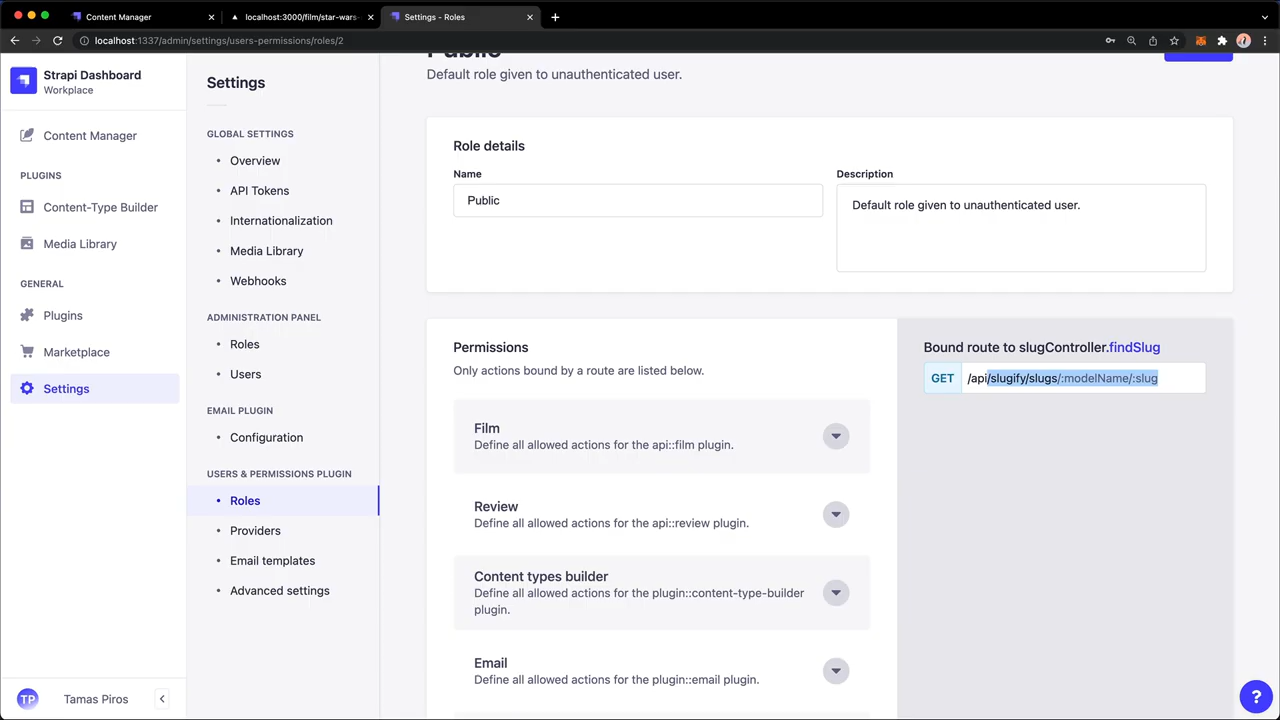 Content Manager
localhost:3000/film/star-wars-
Settings - Roles
localhost:1337/admin/settings/users-permissions/roles/2
Strapi Dashboard
Workplace
Content Manager
PLUGINS
Content-Type Builder
Media Library
GENERAL
Plugins
Marketplace
Settings
TP
Tamas Piros
Settings
GLOBAL SETTINGS
Overview
API Tokens
Internationalization
Media Library
Webhooks
ADMINISTRATION PANEL
Roles
Users
EMAIL PLUGIN
Configuration
USERS & PERMISSIONS PLUGIN
Roles
Providers
Email templates
Advanced settings
Public
Default role given to unauthenticated user.
Role details
Name
Public
Description
Default role given to unauthenticated user.
Permissions
Only actions bound by a route are listed below.
Film
Define all allowed actions for the api::film plugin.
Review
Define all allowed actions for the api::review plugin.
Content types builder
Define all allowed actions for the plugin::content-type-builder
plugin.
Email
Define all allowed actions for the plugin::email plugin.
Bound route to slugController.findSlug
GET /api/slugify/slugs/:modelName/:slug
?